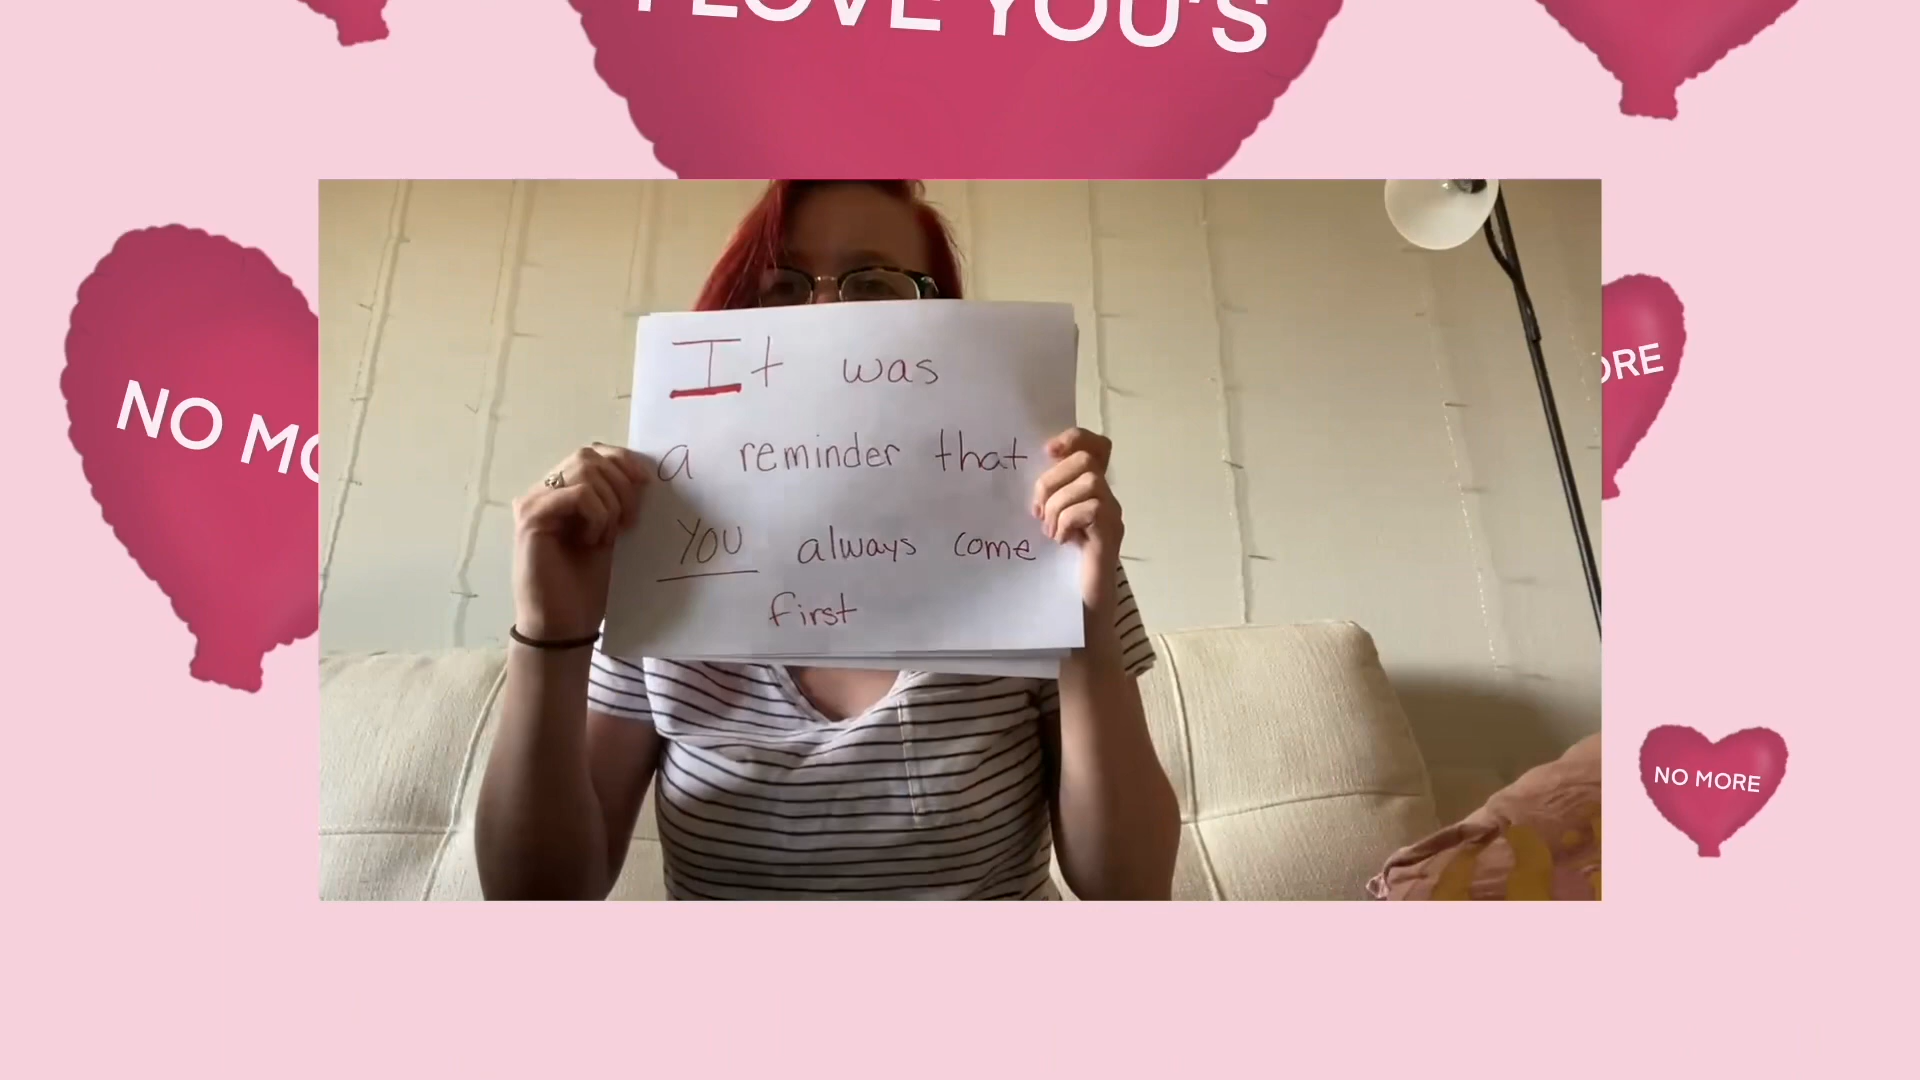 I LOVE YOU'S
NO MO
ORE
It was
a reminder that
YOU always come
first
NO MORE